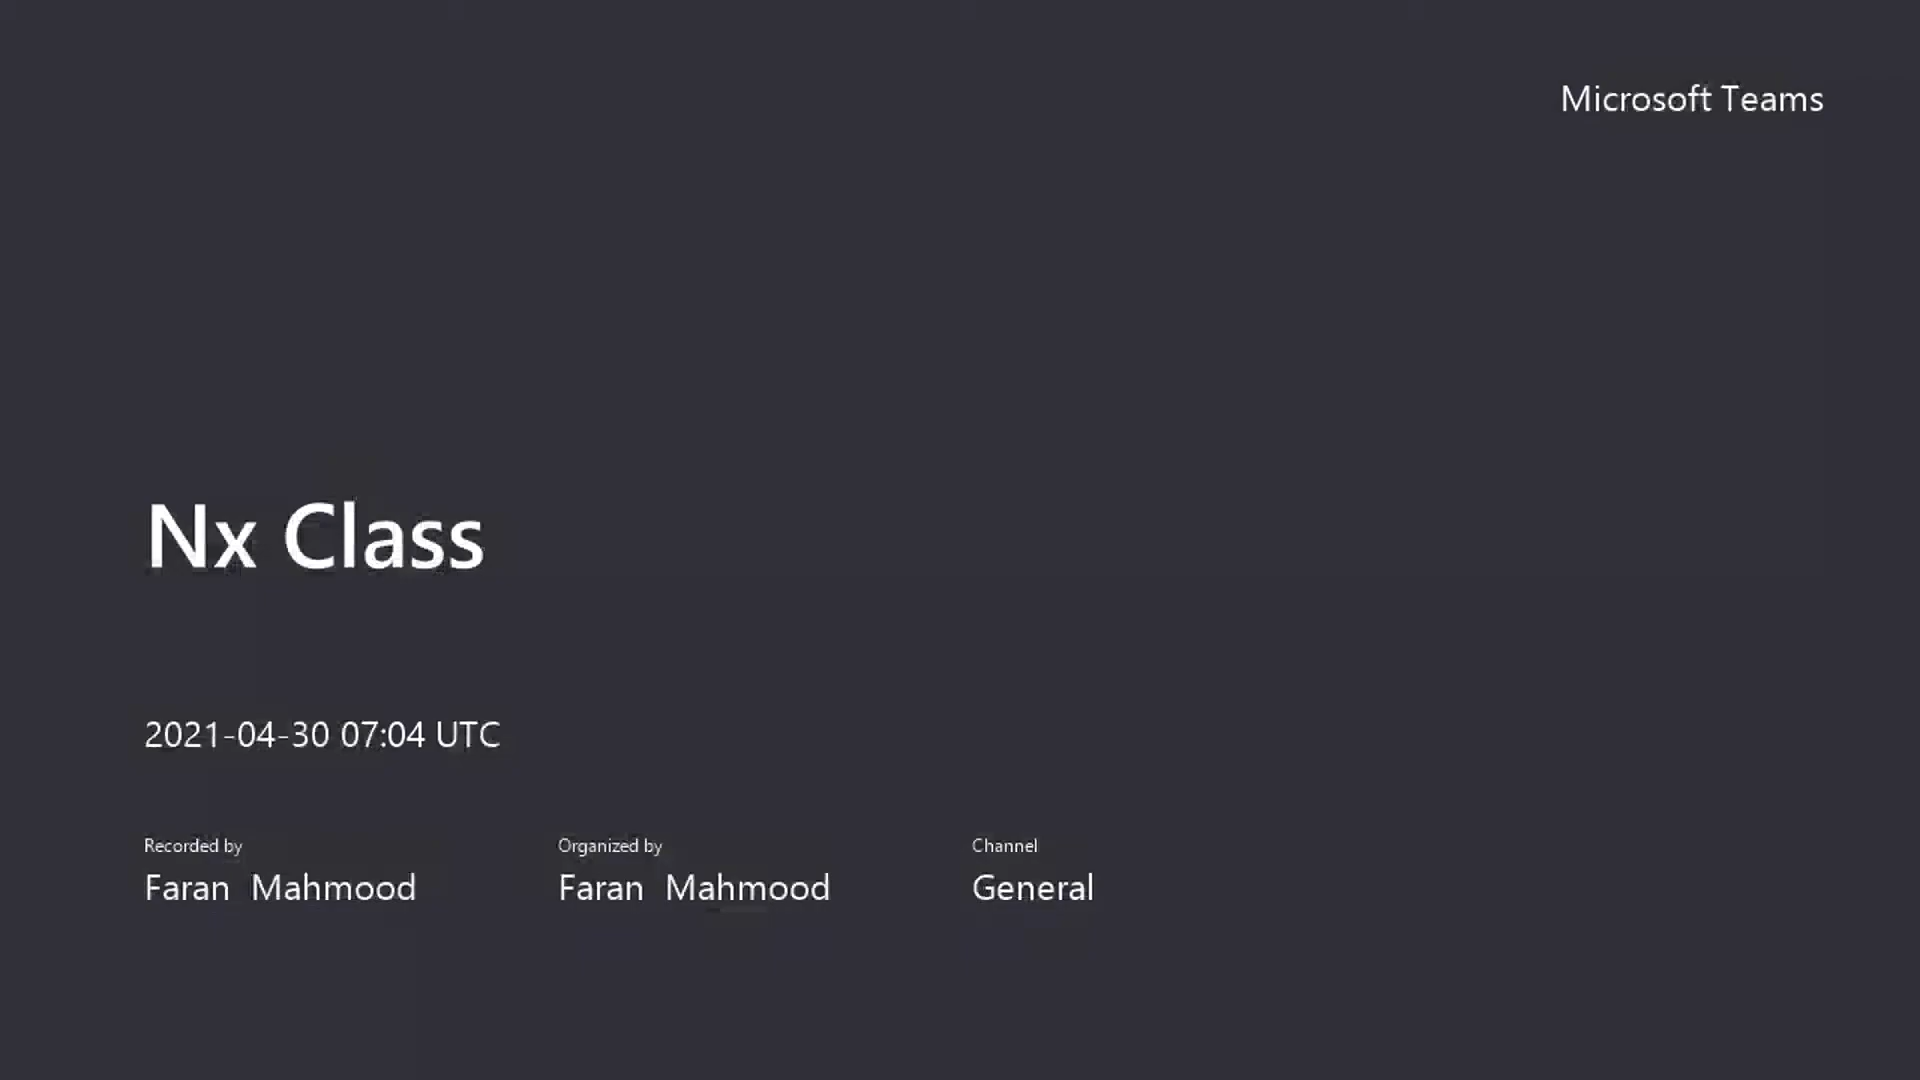 Microsoft Teams
Nx Class
2021-04-30 07:04 UTC
Recorded by
Faran  Mahmood
Organized by
Faran  Mahmood
Channel
General